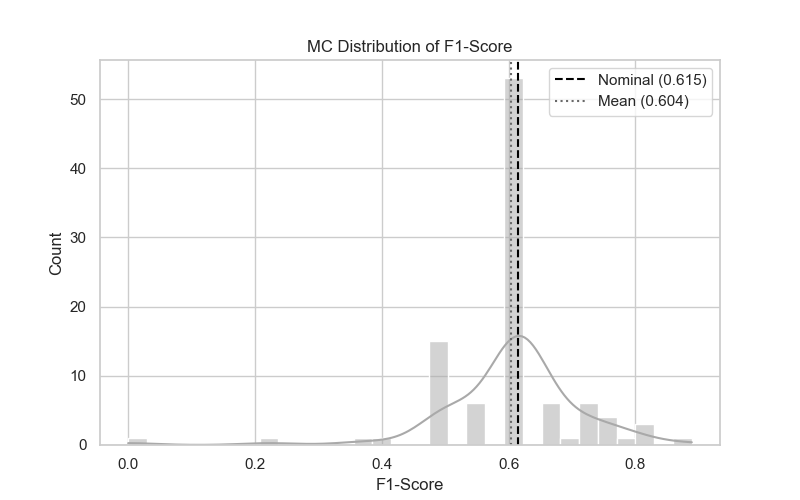 MC Distribution of F1-Score
Nominal (0.615)
Mean (0.604)
50
40
30
20
10
0
Count
0.0 0.2 0.4 0.6 0.8
F1-Score